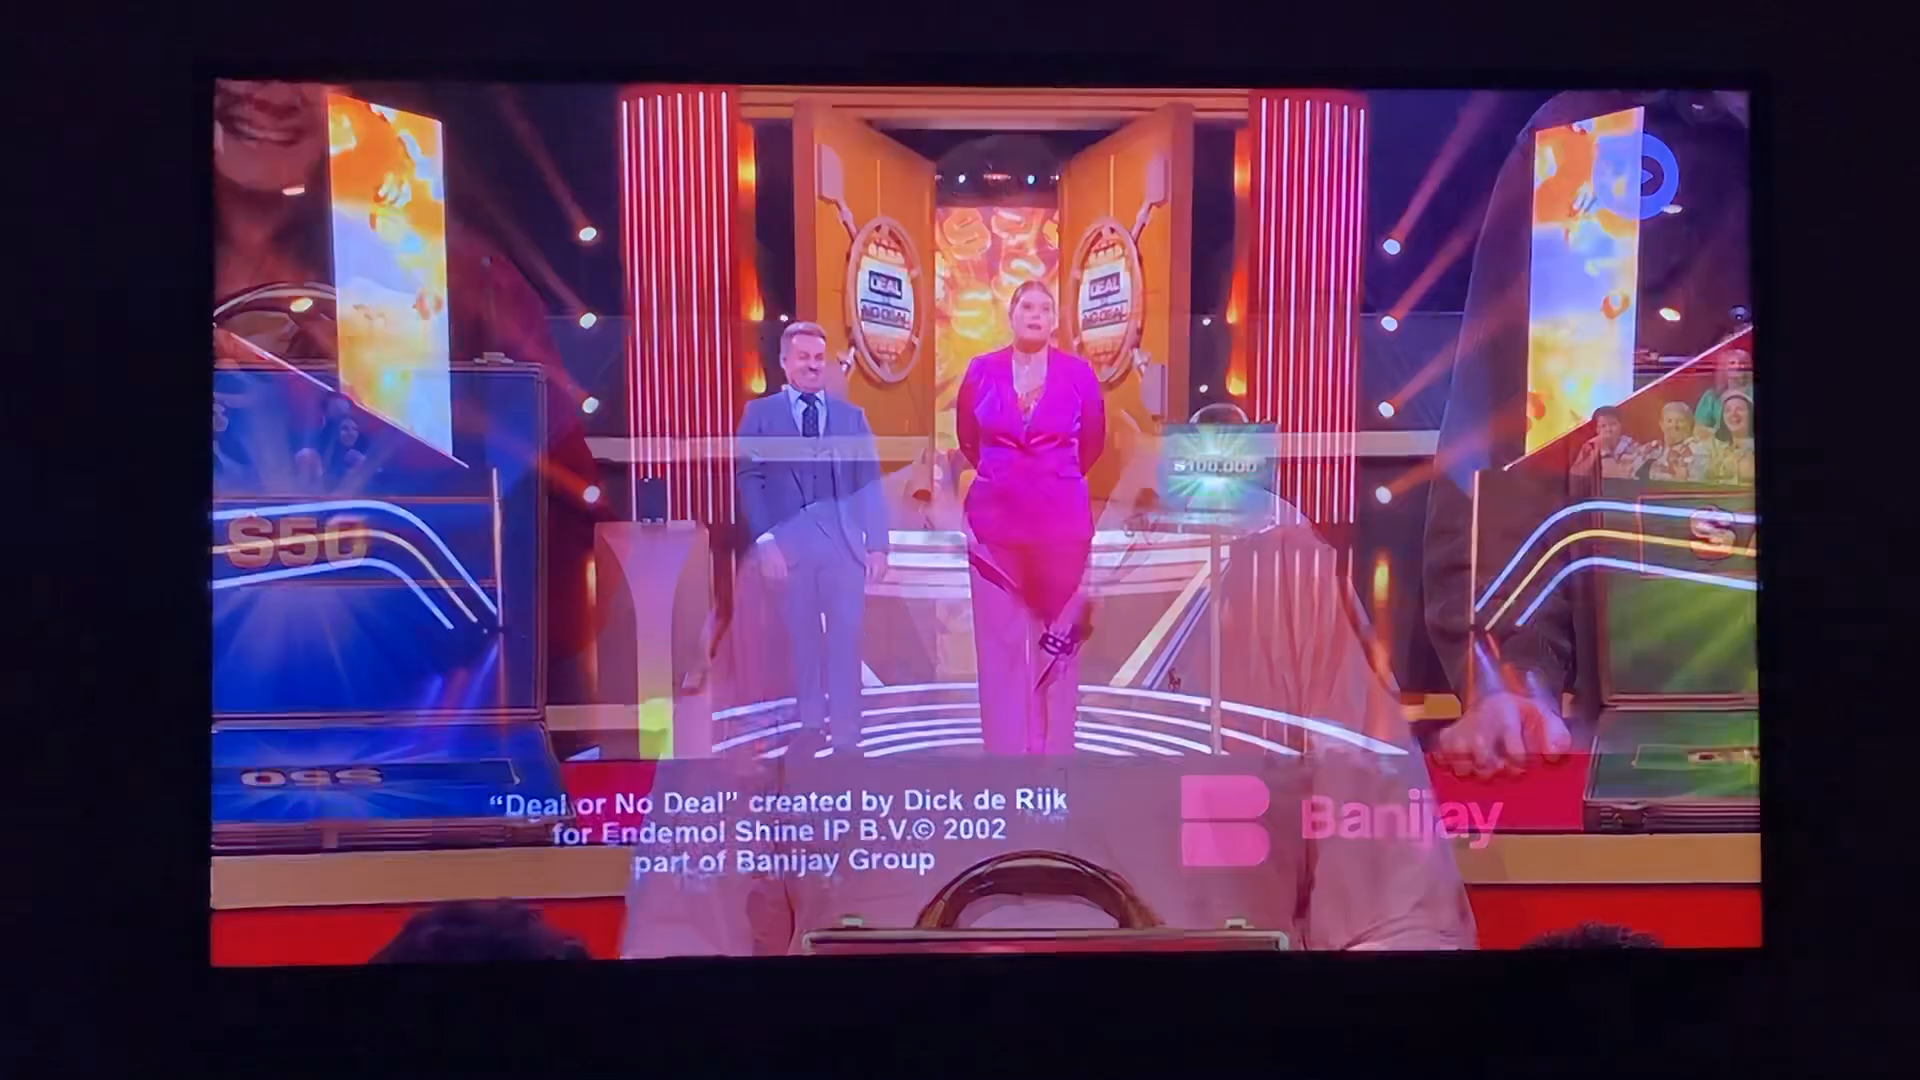 DEAL
NO DEAL
DEAL
NO DEAL
$100,000
$50
$50
“Deal or No Deal” created by Dick de Rijk
for Endemol Shine IP B.V.© 2002
part of Banijay Group
Banijay